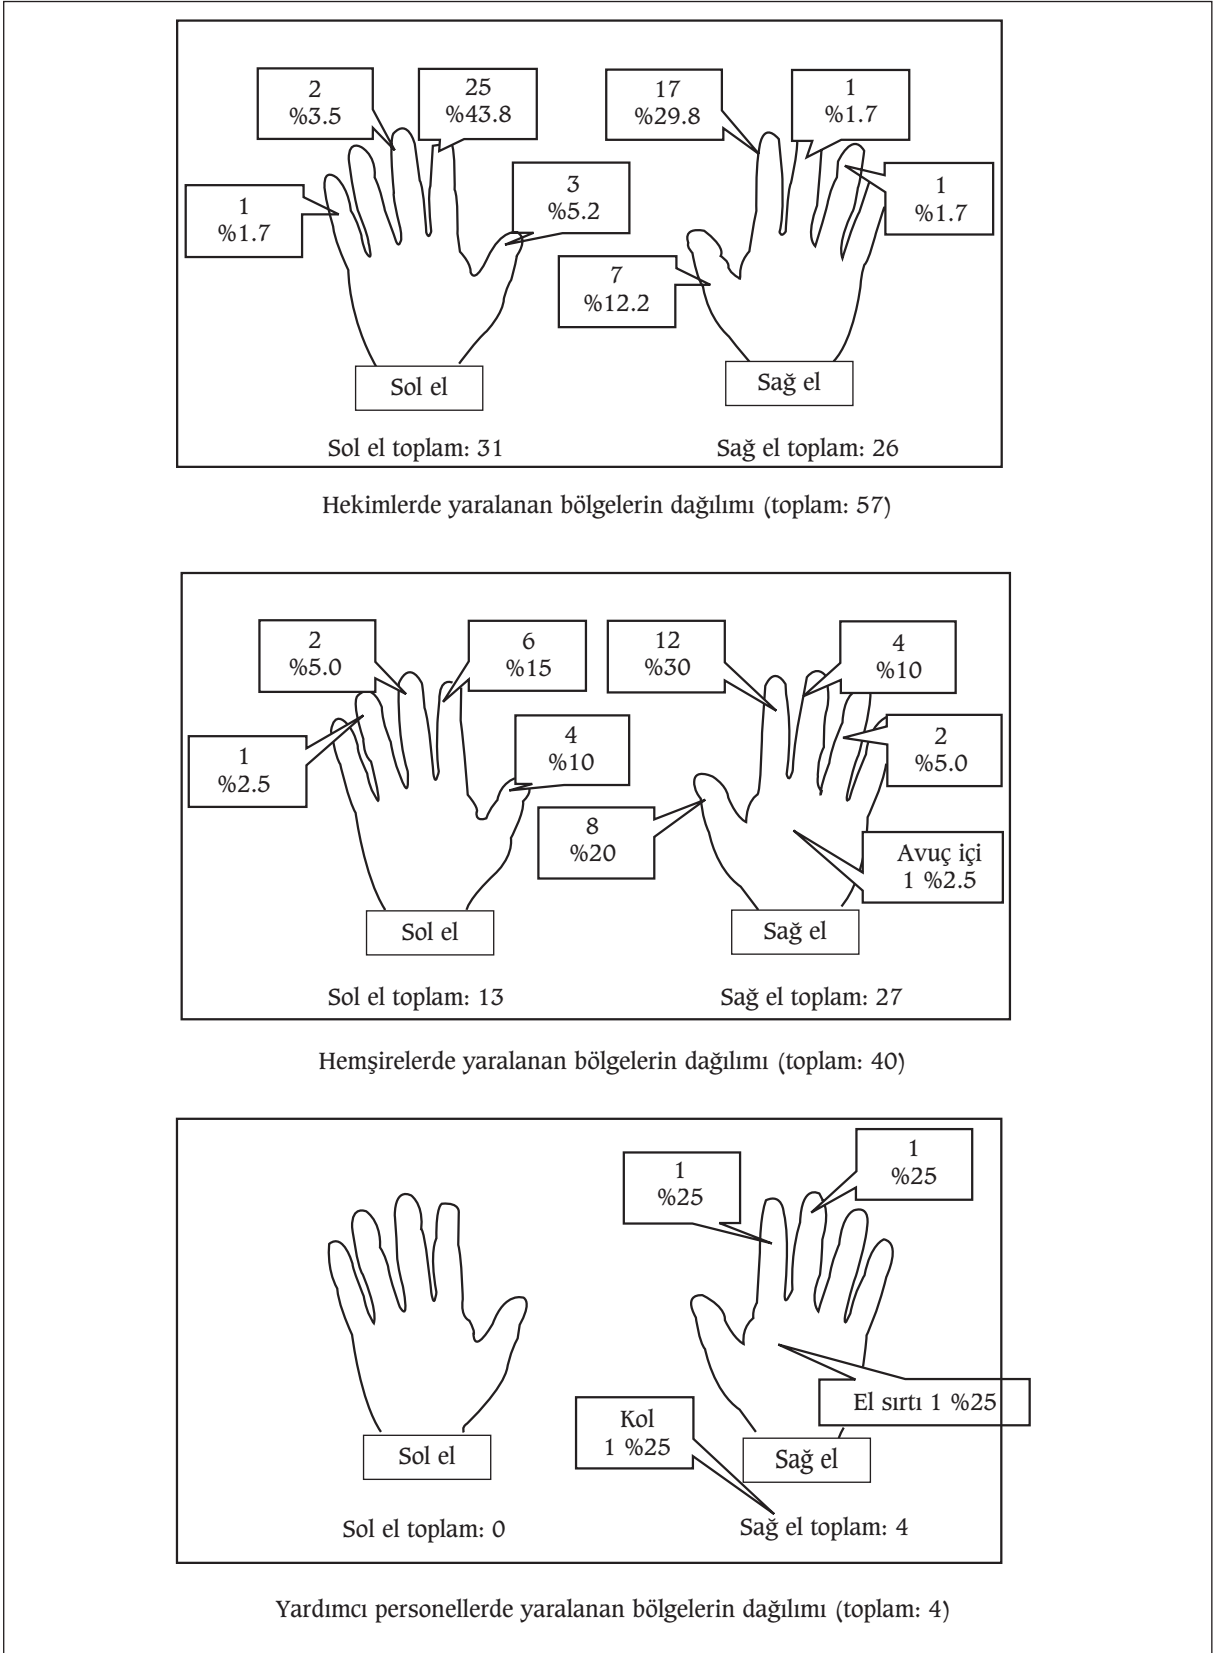 2
%3.5
25
%43.8
17
%29.8
1
%1.7
1
%1.7
3
%5.2
1
%1.7
7
%12.2
Sol el
Sağ el
Sol el toplam: 31
Sağ el toplam: 26
Hekimlerde yaralanan bölgelerin dağılımı (toplam: 57)
2
%5.0
6
%15
12
%30
4
%10
1
%2.5
4
%10
2
%5.0
8
%20
Avuç içi
1 %2.5
Sol el
Sağ el
Sol el toplam: 13
Sağ el toplam: 27
Hemşirelerde yaralanan bölgelerin dağılımı (toplam: 40)
1
%25
1
%25
El sırtı 1 %25
Kol
1 %25
Sol el
Sağ el
Sol el toplam: 0
Sağ el toplam: 4
Yardımcı personellerde yaralanan bölgelerin dağılımı (toplam: 4)